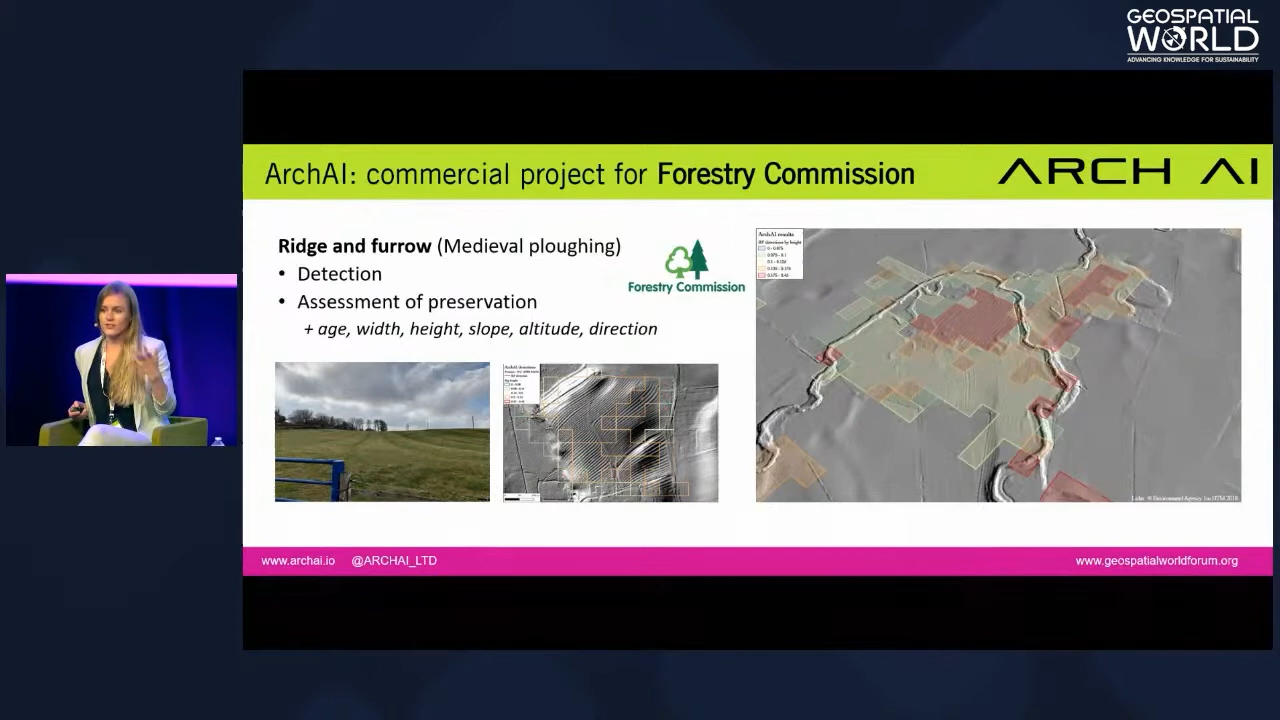 GEOSPATIAL
WORLD
ADVANCING KNOWLEDGE FOR SUSTAINABILITY
ArchAI: commercial project for Forestry Commission
ARCH AI
Ridge and furrow (Medieval ploughing)
• Detection
• Assessment of preservation
+ age, width, height, slope, altitude, direction
Forestry Commission
ArchAI results
www.archai.io @ARCHAI_LTD
www.geospatialworldforum.org